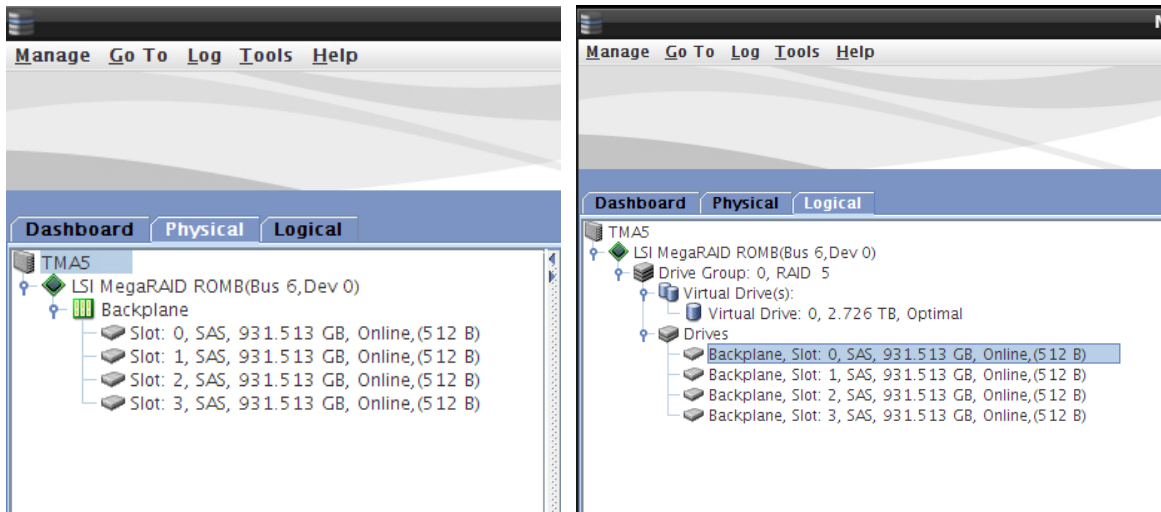 Manage Go To Log Tools Help
Dashboard Physical Logical
TMA5
LSI MegaRAID ROMB(Bus 6,Dev 0)
Backplane
Slot: 0, SAS, 931.513 GB, Online,(512 B)
Slot: 1, SAS, 931.513 GB, Online,(512 B)
Slot: 2, SAS, 931.513 GB, Online,(512 B)
Slot: 3, SAS, 931.513 GB, Online,(512 B)
Manage Go To Log Tools Help
Dashboard Physical Logical
TMA5
LSI MegaRAID ROMB(Bus 6,Dev 0)
Drive Group: 0, RAID 5
Virtual Drive(s):
Virtual Drive: 0, 2.726 TB, Optimal
Drives
Backplane, Slot: 0, SAS, 931.513 GB, Online,(512 B)
Backplane, Slot: 1, SAS, 931.513 GB, Online,(512 B)
Backplane, Slot: 2, SAS, 931.513 GB, Online,(512 B)
Backplane, Slot: 3, SAS, 931.513 GB, Online,(512 B)